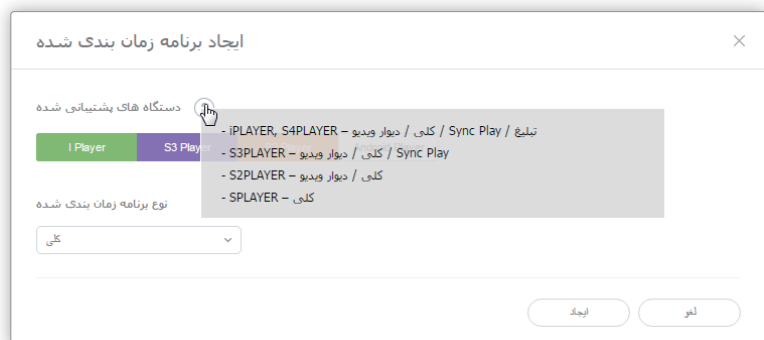 ایجاد برنامه زمان بندی شده
دستگاه های پشتیبانی شده
I Player S3 Player
- iPLAYER, S4PLAYER – تبلیغ / Sync Play / کلی / دیوار ویدیو
- S3PLAYER – کلی / دیوار ویدیو / Sync Play
- S2PLAYER – کلی / دیوار ویدیو
- SPLAYER – کلی
نوع برنامه زمان بندی شده
کلی
ایجاد لغو